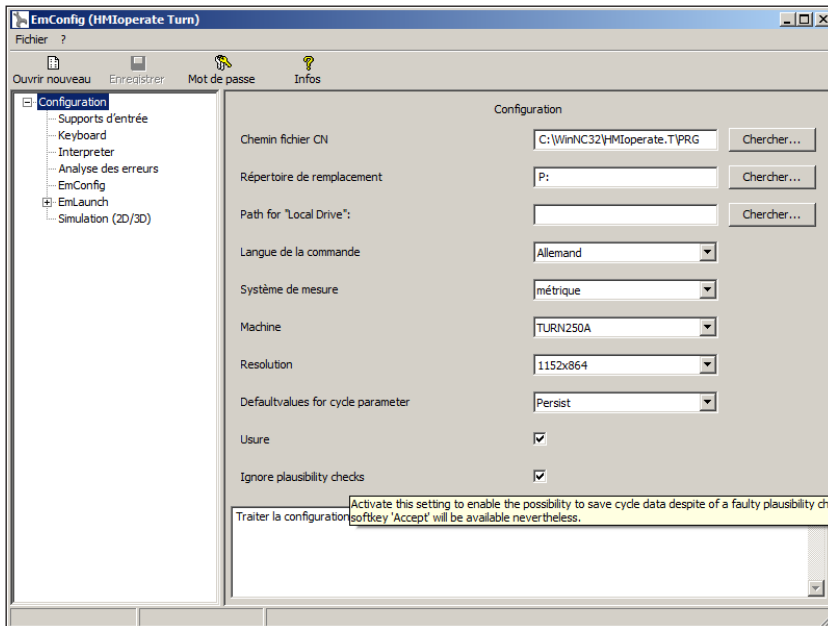 EmConfig (HMIoperate Turn)
Fichier ?
Ouvrir nouveau Enregistrer Mot de passe Infos
Configuration
Supports d'entrée
Keyboard
Interpreter
Analyse des erreurs
EmConfig
EmLaunch
Simulation (2D/3D)
Configuration
Chemin fichier CN C:\WinNC32\HMIoperate.T\PRG Chercher...
Répertoire de remplacement P: Chercher...
Path for "Local Drive": Chercher...
Langue de la commande Allemand
Système de mesure métrique
Machine TURN250A
Resolution 1152x864
Defaultvalues for cycle parameter Persist
Usure
Ignore plausibility checks
Activate this setting to enable the possibility to save cycle data despite of a faulty plausibility ch
softkey 'Accept' will be available nevertheless.
Traiter la configuration